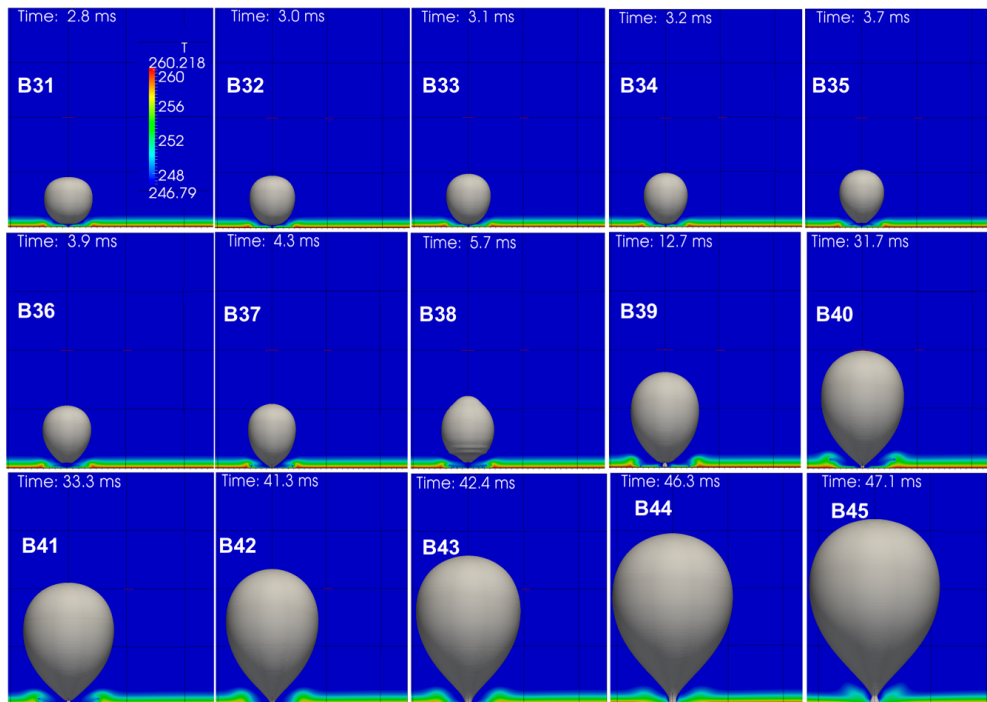 Time: 2.8 ms
T
260.218
260
256
252
248
246.79
B31
Time: 3.0 ms
B32
Time: 3.1 ms
B33
Time: 3.2 ms
B34
Time: 3.7 ms
B35
Time: 3.9 ms
B36
Time: 4.3 ms
B37
Time: 5.7 ms
B38
Time: 12.7 ms
B39
Time: 31.7 ms
B40
Time: 33.3 ms
B41
Time: 41.3 ms
B42
Time: 42.4 ms
B43
Time: 46.3 ms
B44
Time: 47.1 ms
B45